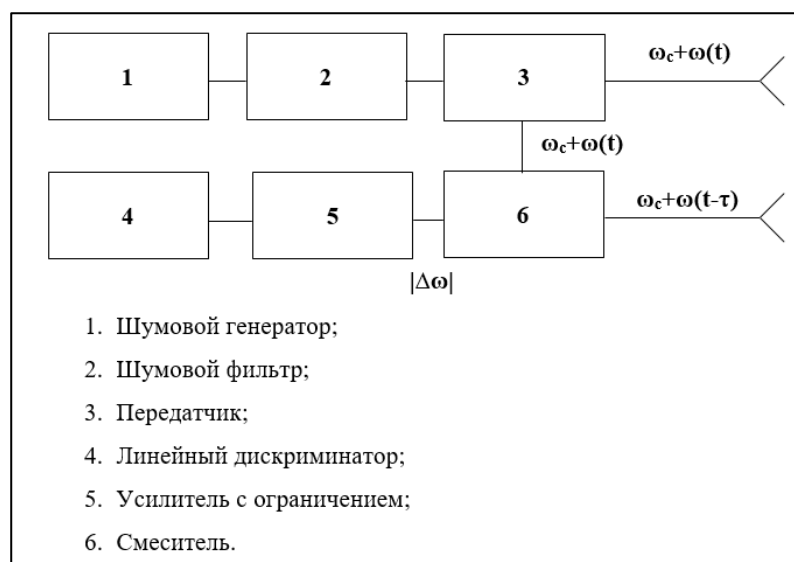 ωc+ω(t)
1 2 3
ωc+ω(t)
ωc+ω(t-τ)
4 5 6
|Δω|
1. Шумовой генератор;
2. Шумовой фильтр;
3. Передатчик;
4. Линейный дискриминатор;
5. Усилитель с ограничением;
6. Смеситель.